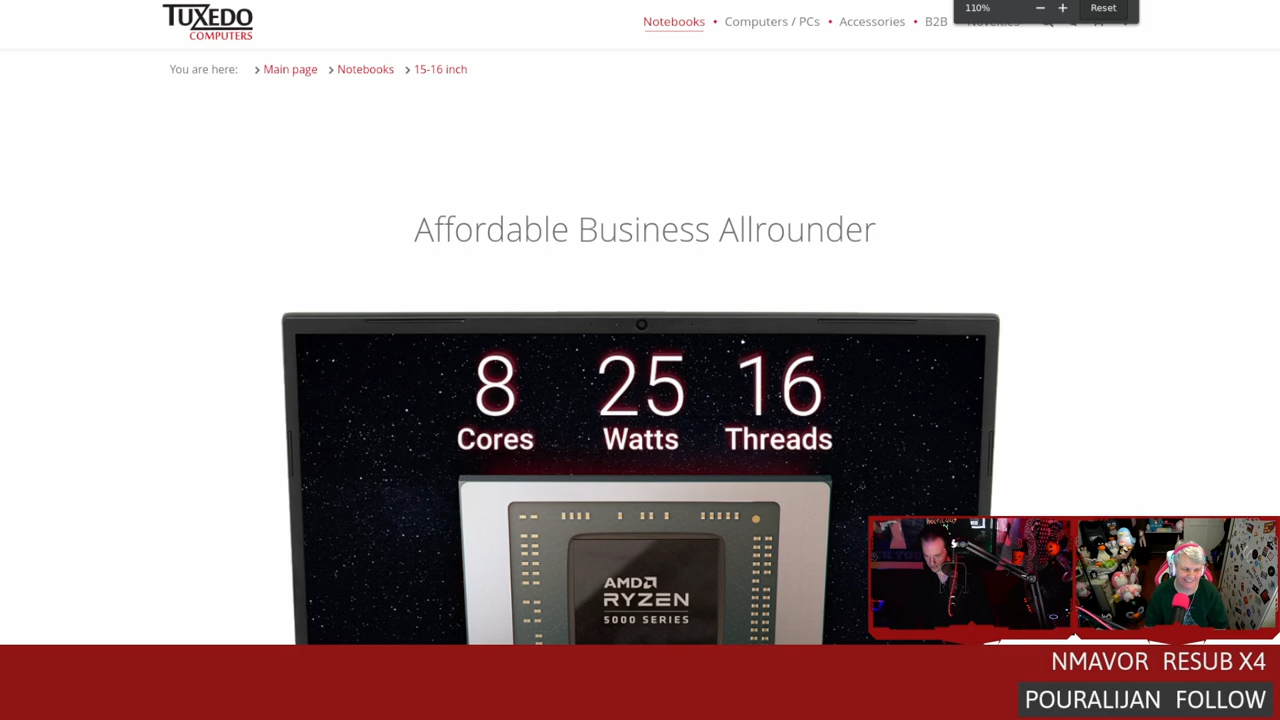 TUXEDO
COMPUTERS
Notebooks • Computers / PCs • Accessories • B2B
110% − + Reset
You are here: > Main page > Notebooks > 15-16 inch
Affordable Business Allrounder
8 25 16
Cores Watts Threads
AMD
RYZEN
5000 SERIES
NMAVOR RESUB X4
POURALIJAN FOLLOW